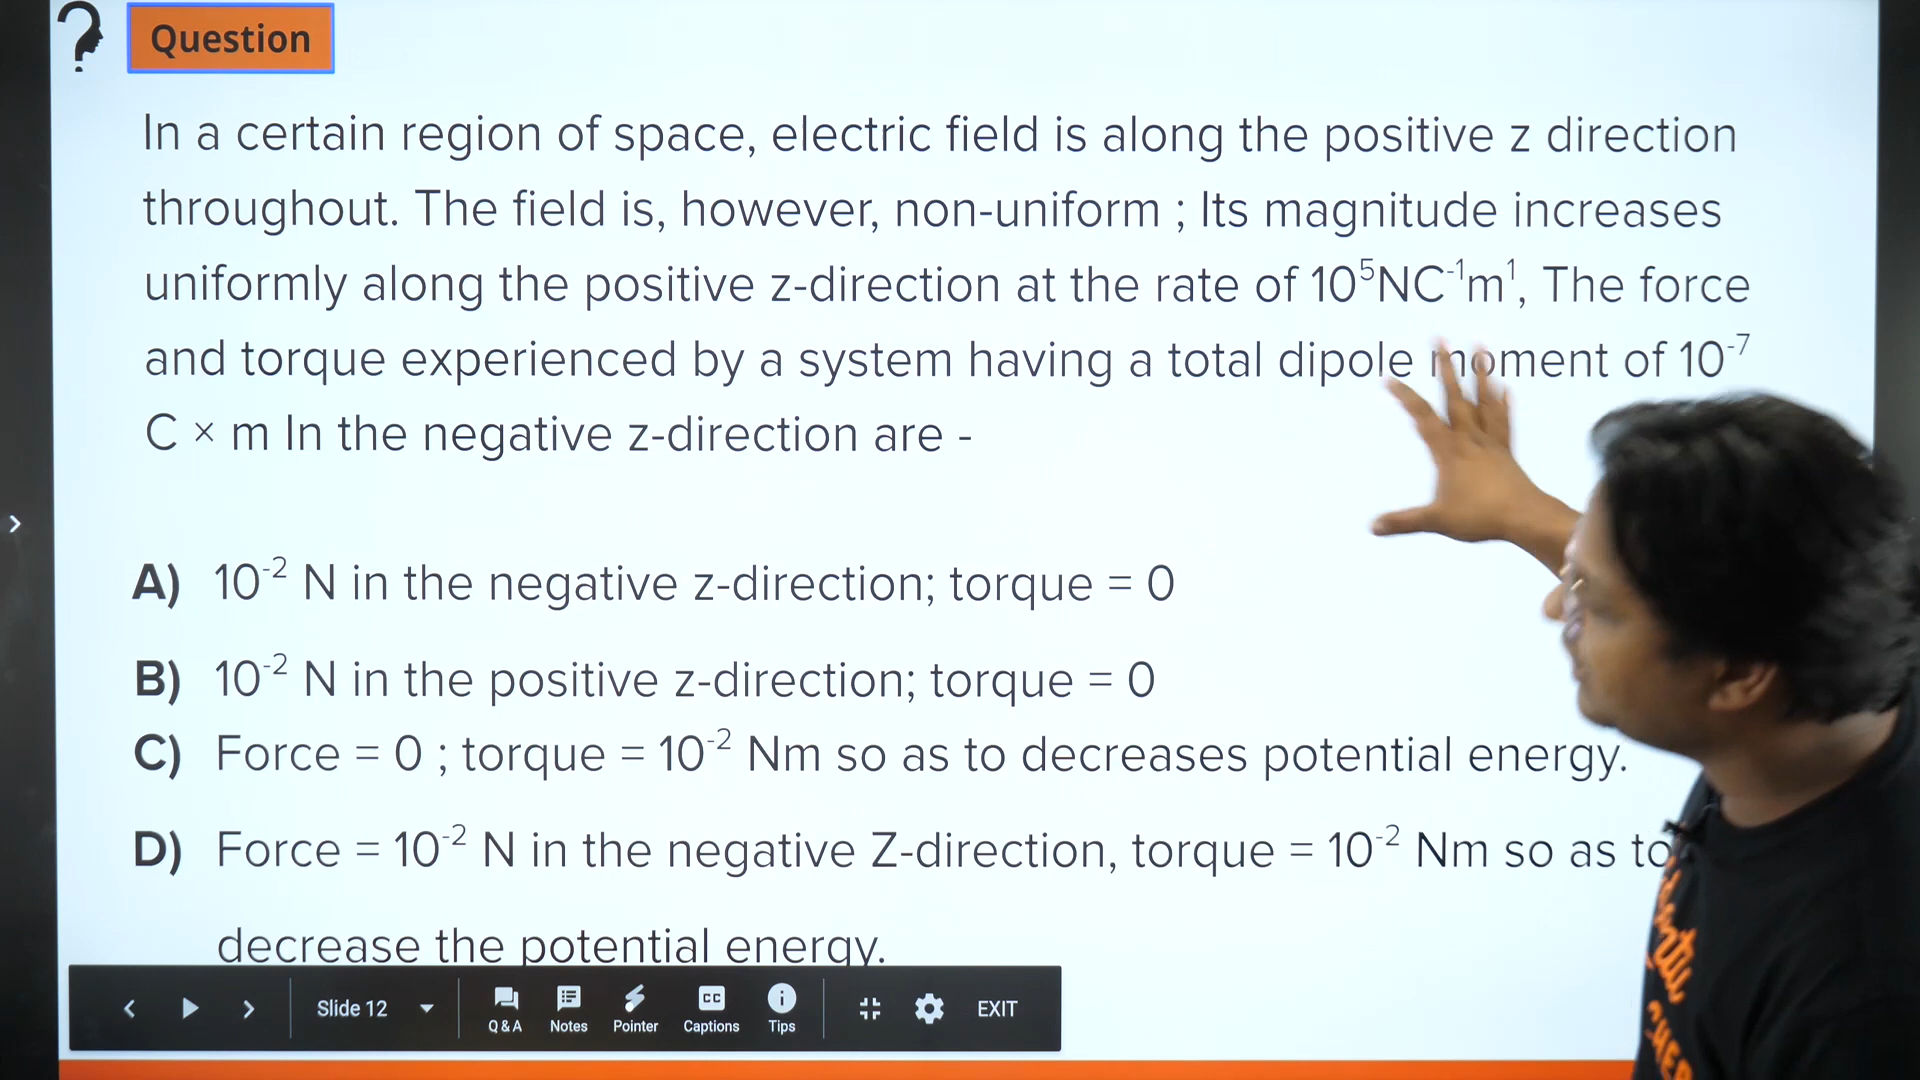 Question
In a certain region of space, electric field is along the positive z direction
throughout. The field is, however, non-uniform ; Its magnitude increases
uniformly along the positive z-direction at the rate of 10⁵NC⁻¹m¹, The force
and torque experienced by a system having a total dipole moment of 10⁻⁷
C × m In the negative z-direction are -
A) 10⁻² N in the negative z-direction; torque = 0
B) 10⁻² N in the positive z-direction; torque = 0
C) Force = 0 ; torque = 10⁻² Nm so as to decreases potential energy.
D) Force = 10⁻² N in the negative Z-direction, torque = 10⁻² Nm so as to
decrease the potential energy.
Slide 12
Q & A
Notes
Pointer
CC
Captions
Tips
EXIT